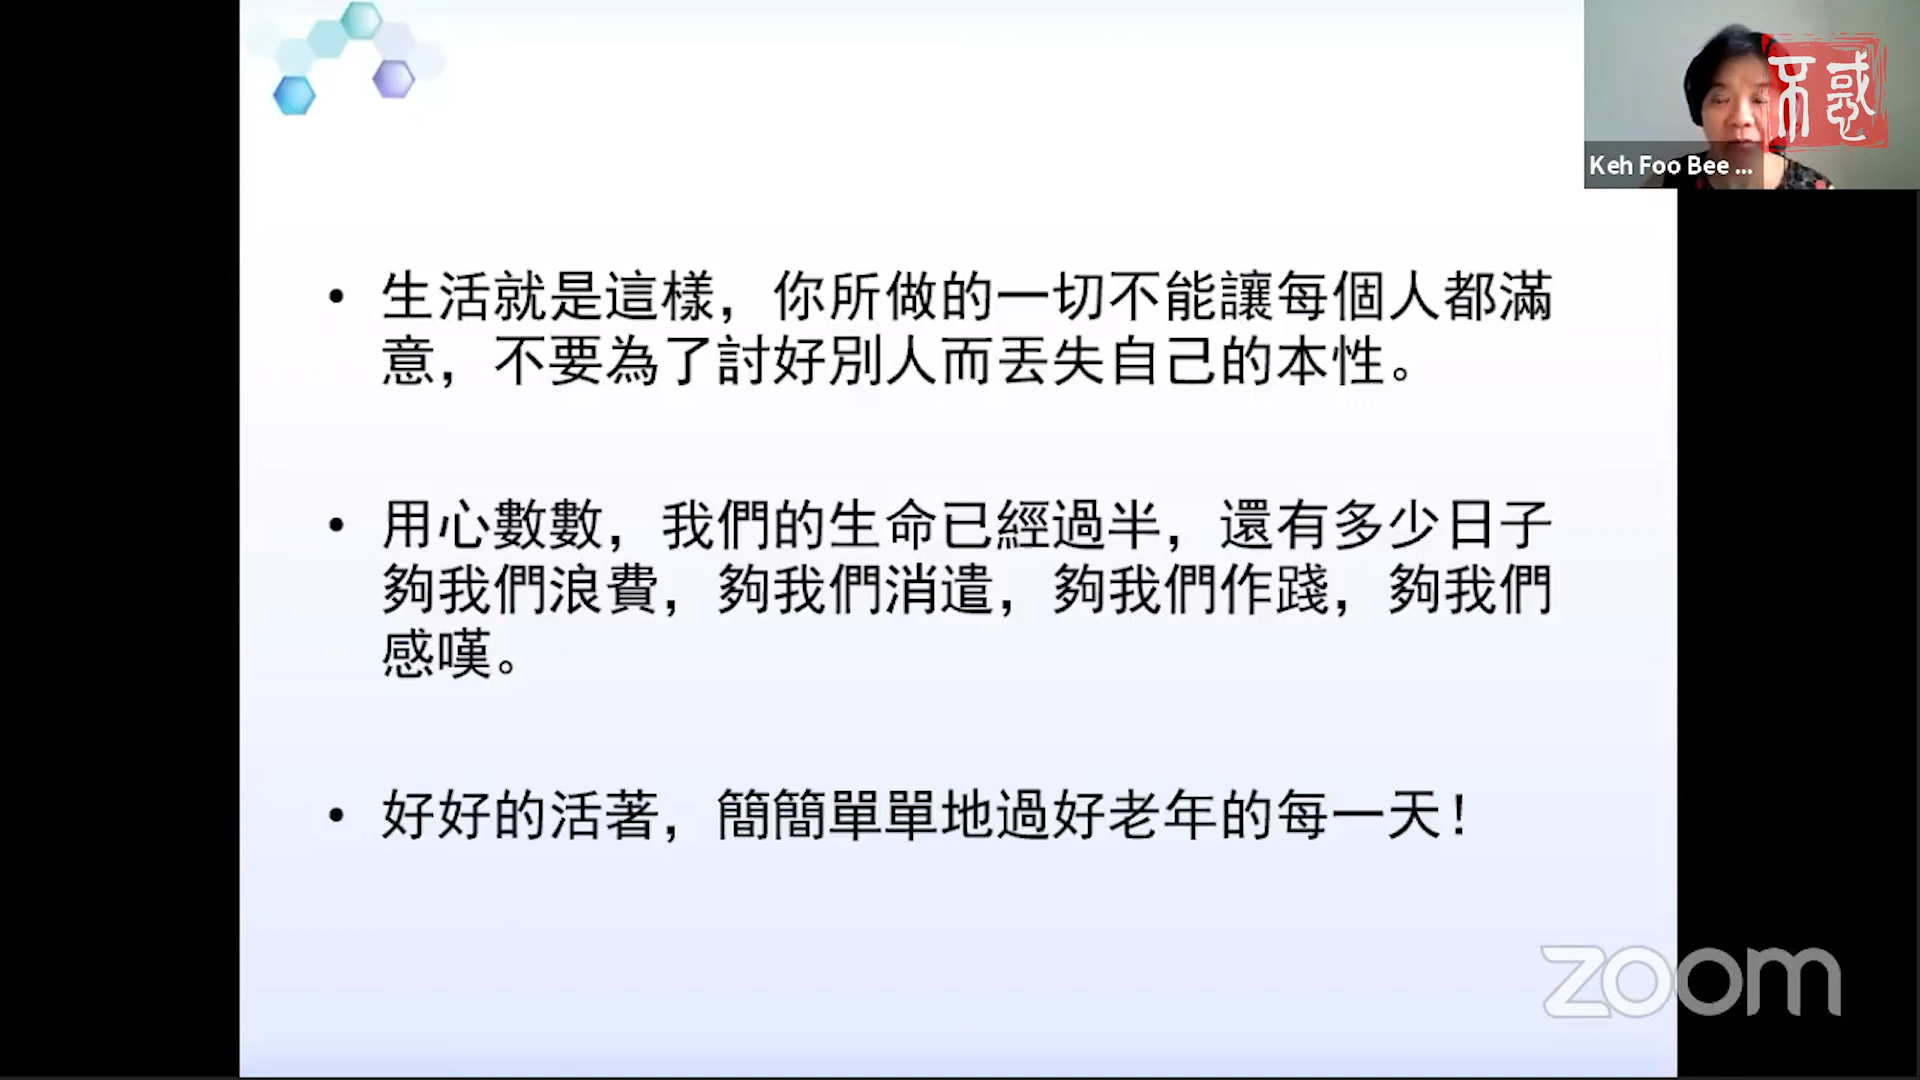 不惑
Keh Foo Bee ...
• 生活就是這樣，你所做的一切不能讓每個人都滿
意，不要為了討好別人而丟失自己的本性。
• 用心數數，我們的生命已經過半，還有多少日子
夠我們浪費，夠我們消遣，夠我們作踐，夠我們
感嘆。
• 好好的活著，簡簡單單地過好老年的每一天！
zoom